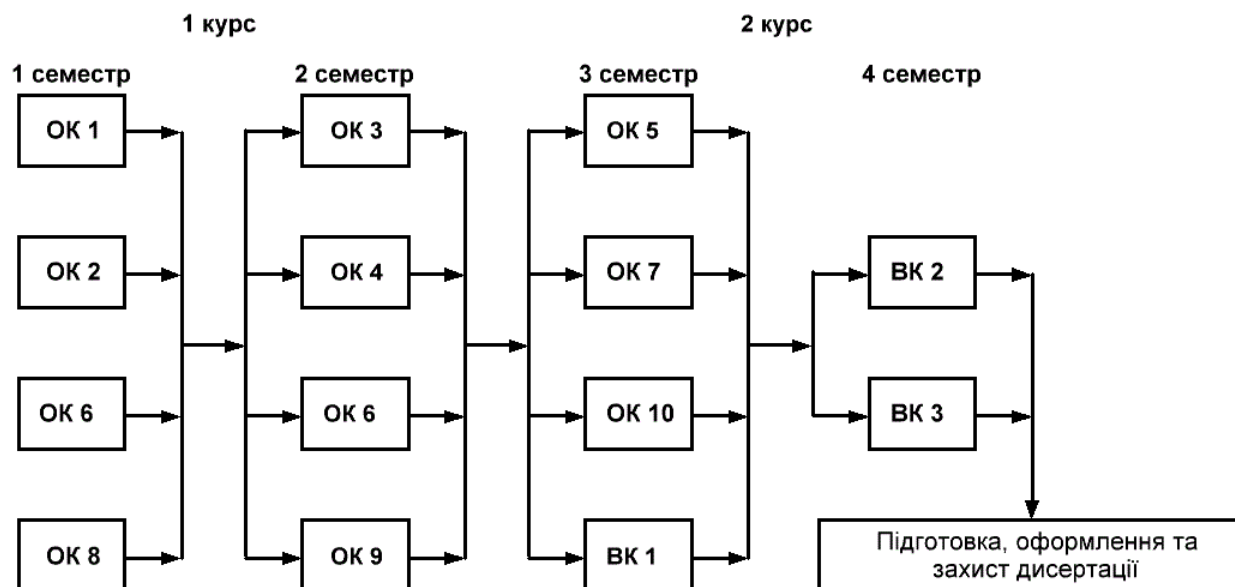 1 курс
2 курс
1 семестр
2 семестр
3 семестр
4 семестр
ОК 1
ОК 3
ОК 5
ОК 2
ОК 4
ОК 7
ВК 2
ОК 6
ОК 6
ОК 10
ВК 3
ОК 8
ОК 9
ВК 1
Підготовка, оформлення та
захист дисертації